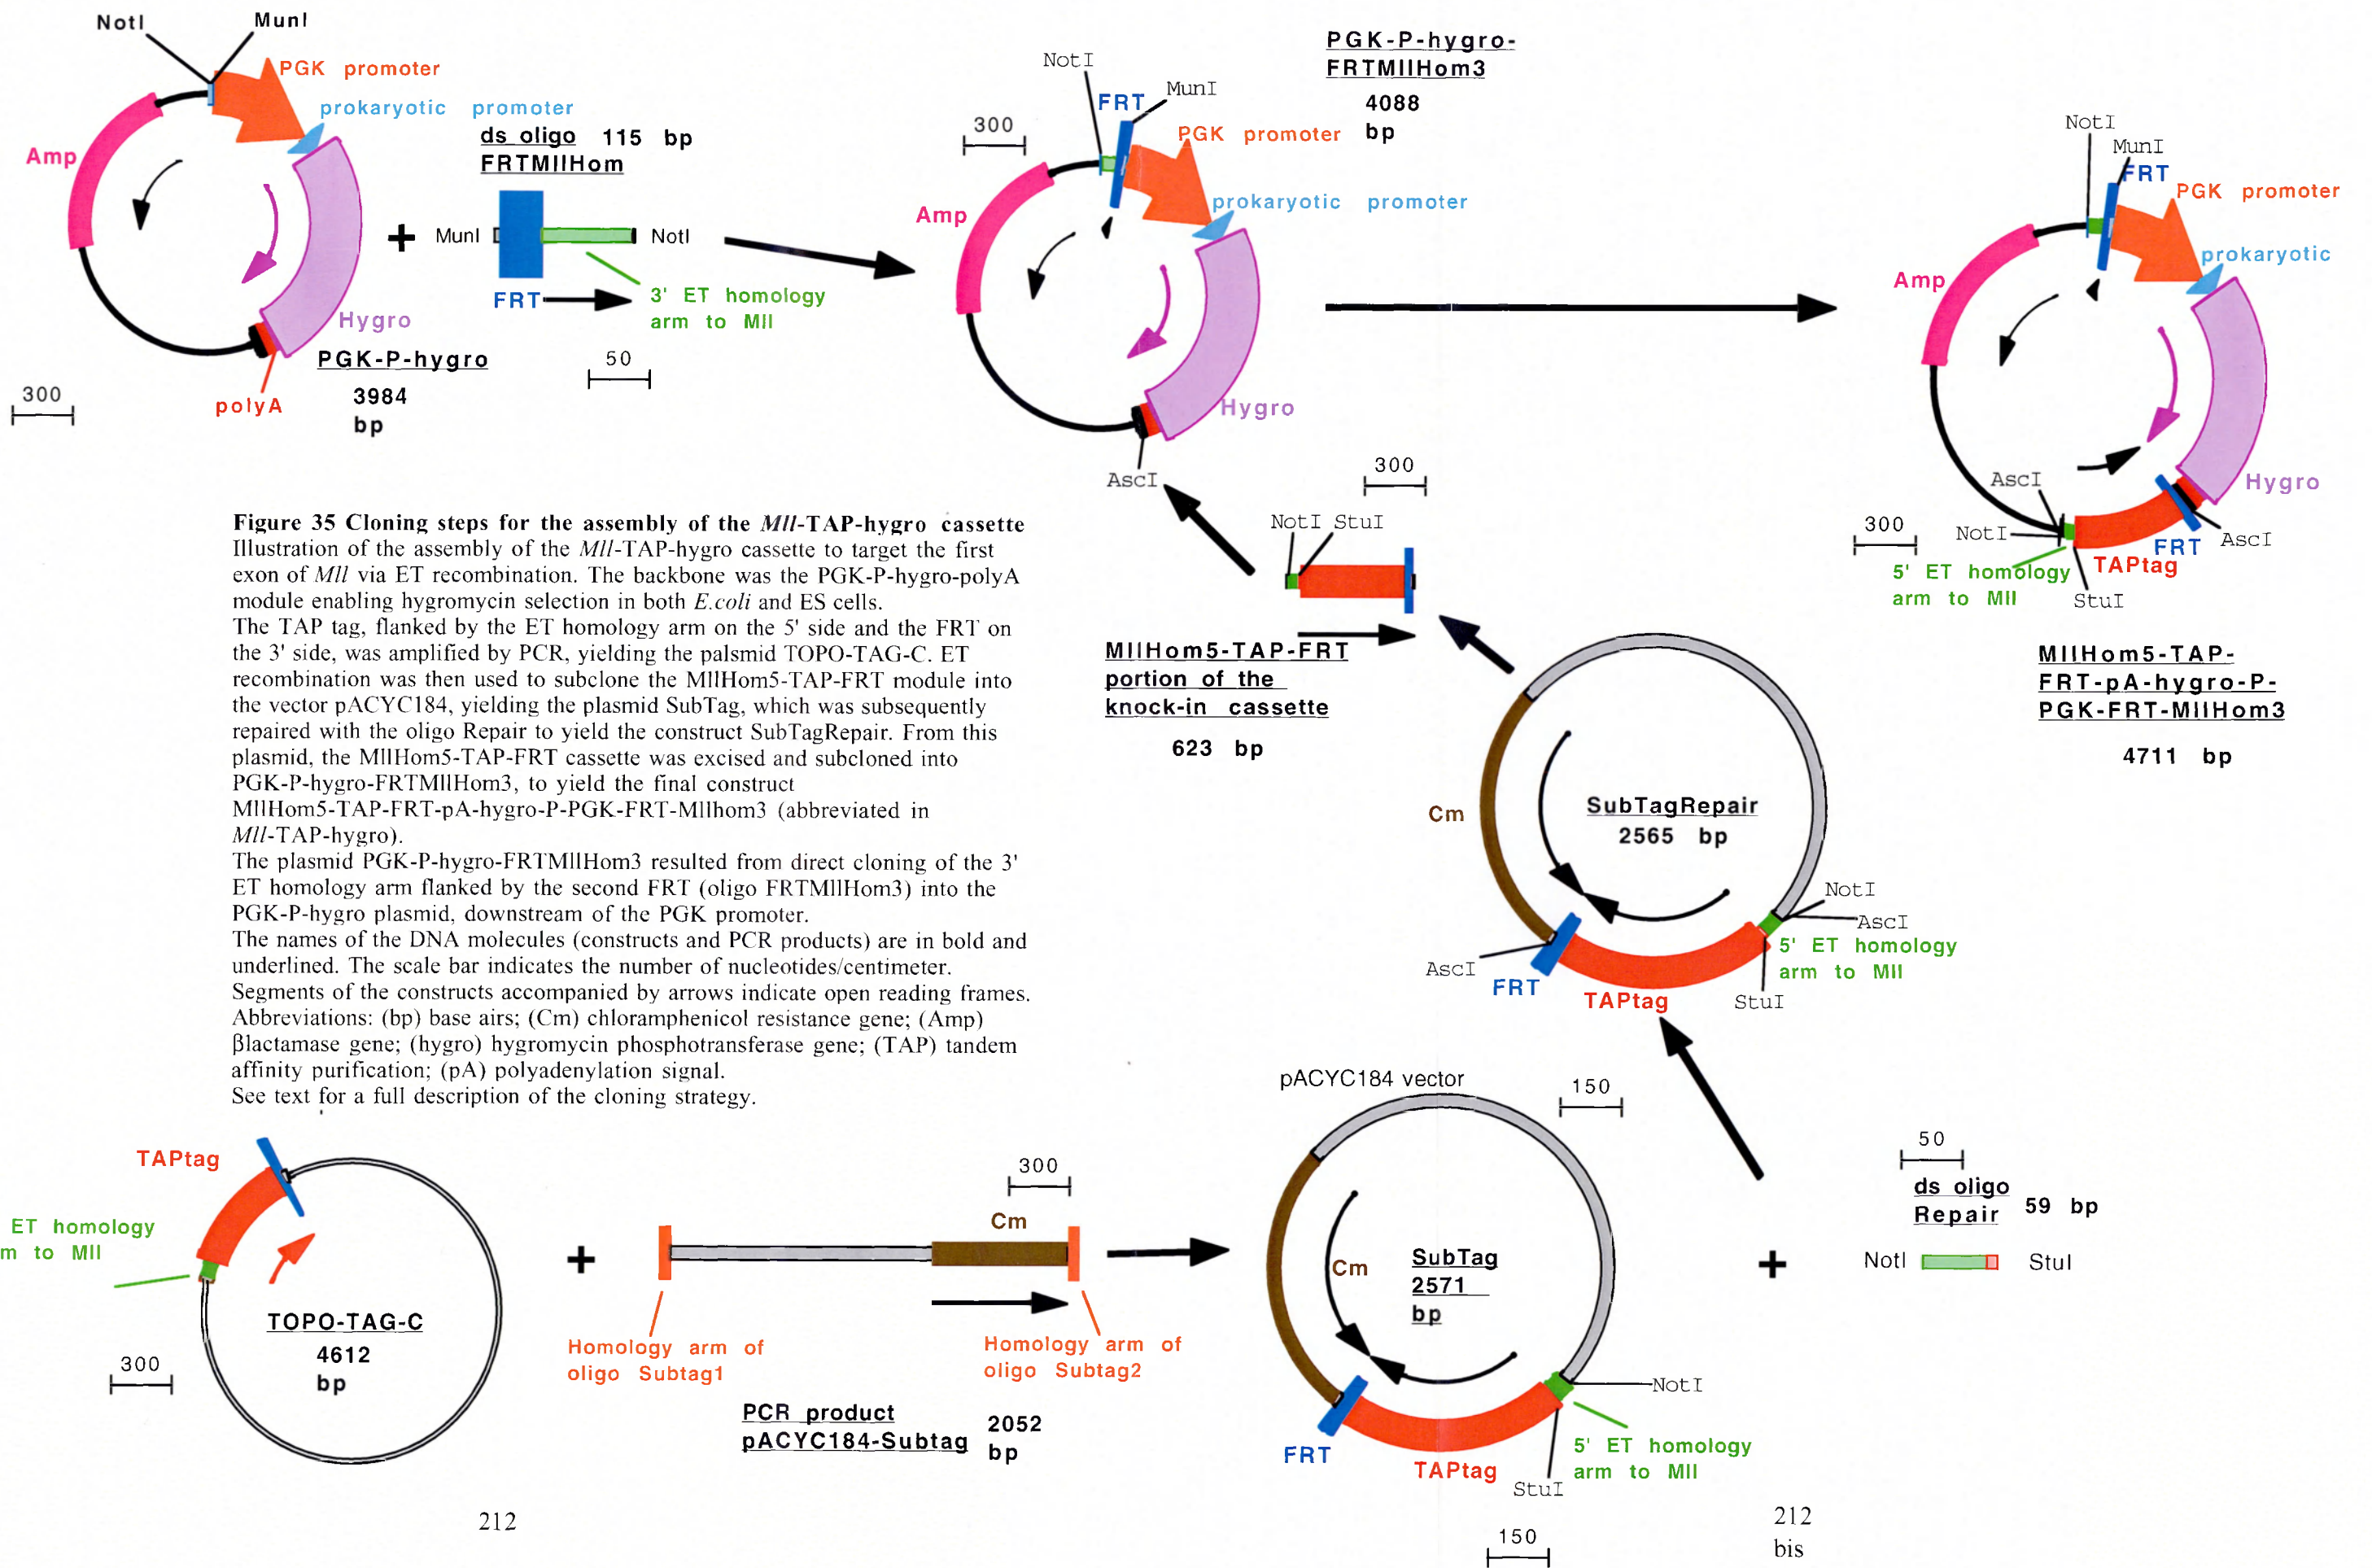 NotI
MunI
PGK promoter
prokaryotic promoter
Amp
Hygro
polyA
PGK-P-hygro
3984
bp
300
+
ds oligo 115 bp
FRTMllHom
MunI
NotI
FRT
3' ET homology
arm to Mll
50
PGK-P-hygro-
FRTMllHom3
4088
bp
300
NotI
FRT
MunI
PGK promoter
prokaryotic promoter
Amp
Hygro
AscI
NotI
MunI
FRT
PGK promoter
prokaryotic
Amp
Hygro
AscI
NotI
300
5' ET homology
arm to Mll
StuI
TAPtag
FRT
AscI
MllHom5-TAP-
FRT-pA-hygro-P-
PGK-FRT-MllHom3
4711 bp
300
NotI StuI
MllHom5-TAP-FRT
portion of the
knock-in cassette
623 bp
Figure 35 Cloning steps for the assembly of the Mll-TAP-hygro cassette
Illustration of the assembly of the Mll-TAP-hygro cassette to target the first
exon of Mll via ET recombination. The backbone was the PGK-P-hygro-polyA
module enabling hygromycin selection in both E.coli and ES cells.
The TAP tag, flanked by the ET homology arm on the 5' side and the FRT on
the 3' side, was amplified by PCR, yielding the palsmid TOPO-TAG-C. ET
recombination was then used to subclone the MllHom5-TAP-FRT module into
the vector pACYC184, yielding the plasmid SubTag, which was subsequently
repaired with the oligo Repair to yield the construct SubTagRepair. From this
plasmid, the MllHom5-TAP-FRT cassette was excised and subcloned into
PGK-P-hygro-FRTMllHom3, to yield the final construct
MllHom5-TAP-FRT-pA-hygro-P-PGK-FRT-Mllhom3 (abbreviated in
Mll-TAP-hygro).
The plasmid PGK-P-hygro-FRTMllHom3 resulted from direct cloning of the 3'
ET homology arm flanked by the second FRT (oligo FRTMllHom3) into the
PGK-P-hygro plasmid, downstream of the PGK promoter.
The names of the DNA molecules (constructs and PCR products) are in bold and
underlined. The scale bar indicates the number of nucleotides/centimeter.
Segments of the constructs accompanied by arrows indicate open reading frames.
Abbreviations: (bp) base airs; (Cm) chloramphenicol resistance gene; (Amp)
βlactamase gene; (hygro) hygromycin phosphotransferase gene; (TAP) tandem
affinity purification; (pA) polyadenylation signal.
See text for a full description of the cloning strategy.
Cm
SubTagRepair
2565 bp
NotI
AscI
5' ET homology
arm to Mll
StuI
TAPtag
FRT
AscI
TAPtag
ET homology
m to Mll
TOPO-TAG-C
4612
bp
300
+
300
Cm
Homology arm of
oligo Subtag1
Homology arm of
oligo Subtag2
PCR product
pACYC184-Subtag
2052
bp
pACYC184 vector
150
Cm
SubTag
2571
bp
NotI
5' ET homology
arm to Mll
StuI
TAPtag
FRT
150
+
50
ds oligo
Repair
59 bp
NotI
StuI
212
212
bis